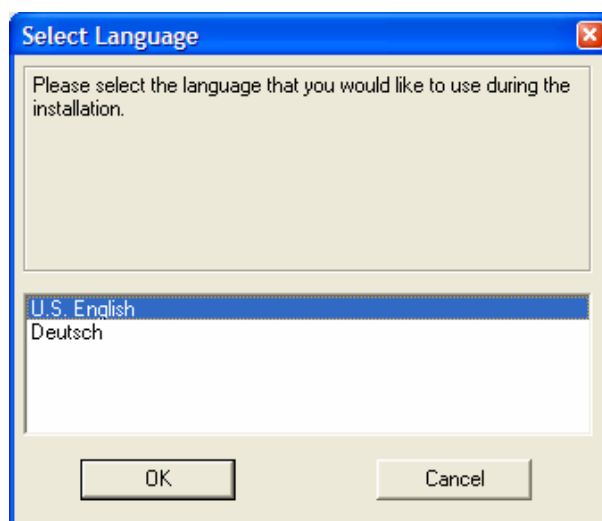 Select Language
Please select the language that you would like to use during the
installation.
U.S. English
Deutsch
OK
Cancel